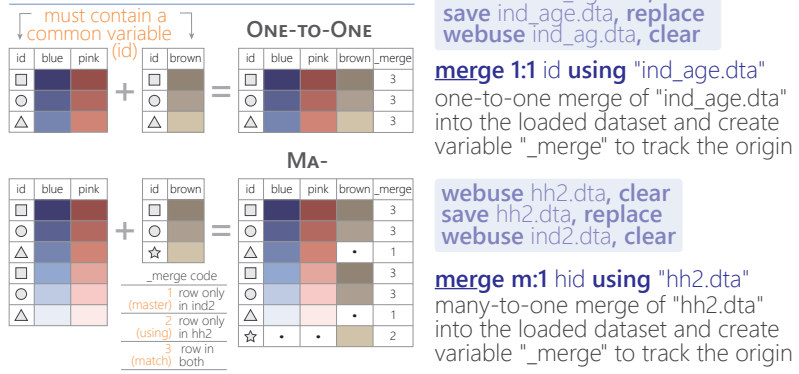 must contain a
common variable
(id)
ONE-TO-ONE
id blue pink
id brown
id blue pink brown _merge
3
3
3
+ =
save ind_age.dta, replace
webuse ind_ag.dta, clear
merge 1:1 id using "ind_age.dta"
one-to-one merge of "ind_age.dta"
into the loaded dataset and create
variable "_merge" to track the origin
MA-
id blue pink
id brown
id blue pink brown _merge
3
3
• 1
3
3
• 1
• • 2
+ =
_merge code
1 row only
(master) in ind2
2 row only
(using) in hh2
3 row in
(match) both
webuse hh2.dta, clear
save hh2.dta, replace
webuse ind2.dta, clear
merge m:1 hid using "hh2.dta"
many-to-one merge of "hh2.dta"
into the loaded dataset and create
variable "_merge" to track the origin